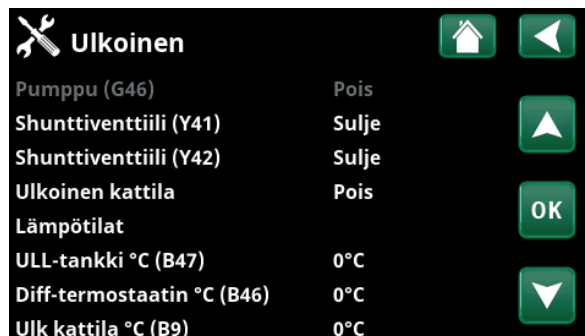 Ulkoinen
Pumppu (G46) Pois
Shunttiventtiili (Y41) Sulje
Shunttiventtiili (Y42) Sulje
Ulkoinen kattila Pois
Lämpötilat
OK
ULL-tankki °C (B47) 0°C
Diff-termostaatin °C (B46) 0°C
Ulk kattila °C (B9) 0°C